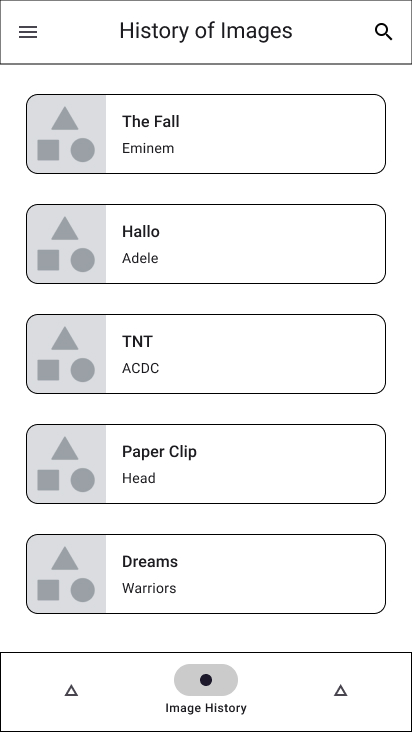 History of Images
The Fall
Eminem
Hallo
Adele
TNT
ACDC
Paper Clip
Head
Dreams
Warriors
Image History